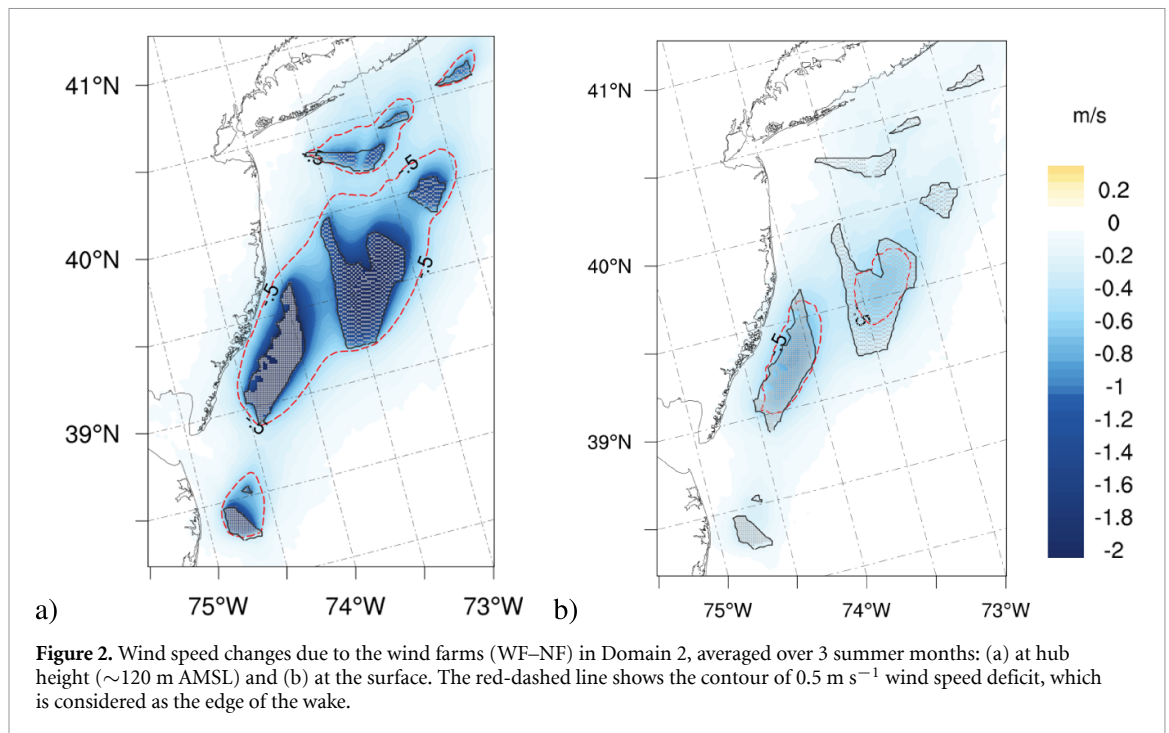 41°N
40°N
39°N
75°W
74°W
73°W
-.5
-.5
-.5
-.5
-.5
a)
41°N
40°N
39°N
75°W
74°W
73°W
-.5
-.5
b)
m/s
0.2
0
-0.2
-0.4
-0.6
-0.8
-1
-1.2
-1.4
-1.6
-1.8
-2
Figure 2. Wind speed changes due to the wind farms (WF–NF) in Domain 2, averaged over 3 summer months: (a) at hub
height (∼120 m AMSL) and (b) at the surface. The red-dashed line shows the contour of 0.5 m s⁻¹ wind speed deficit, which
is considered as the edge of the wake.